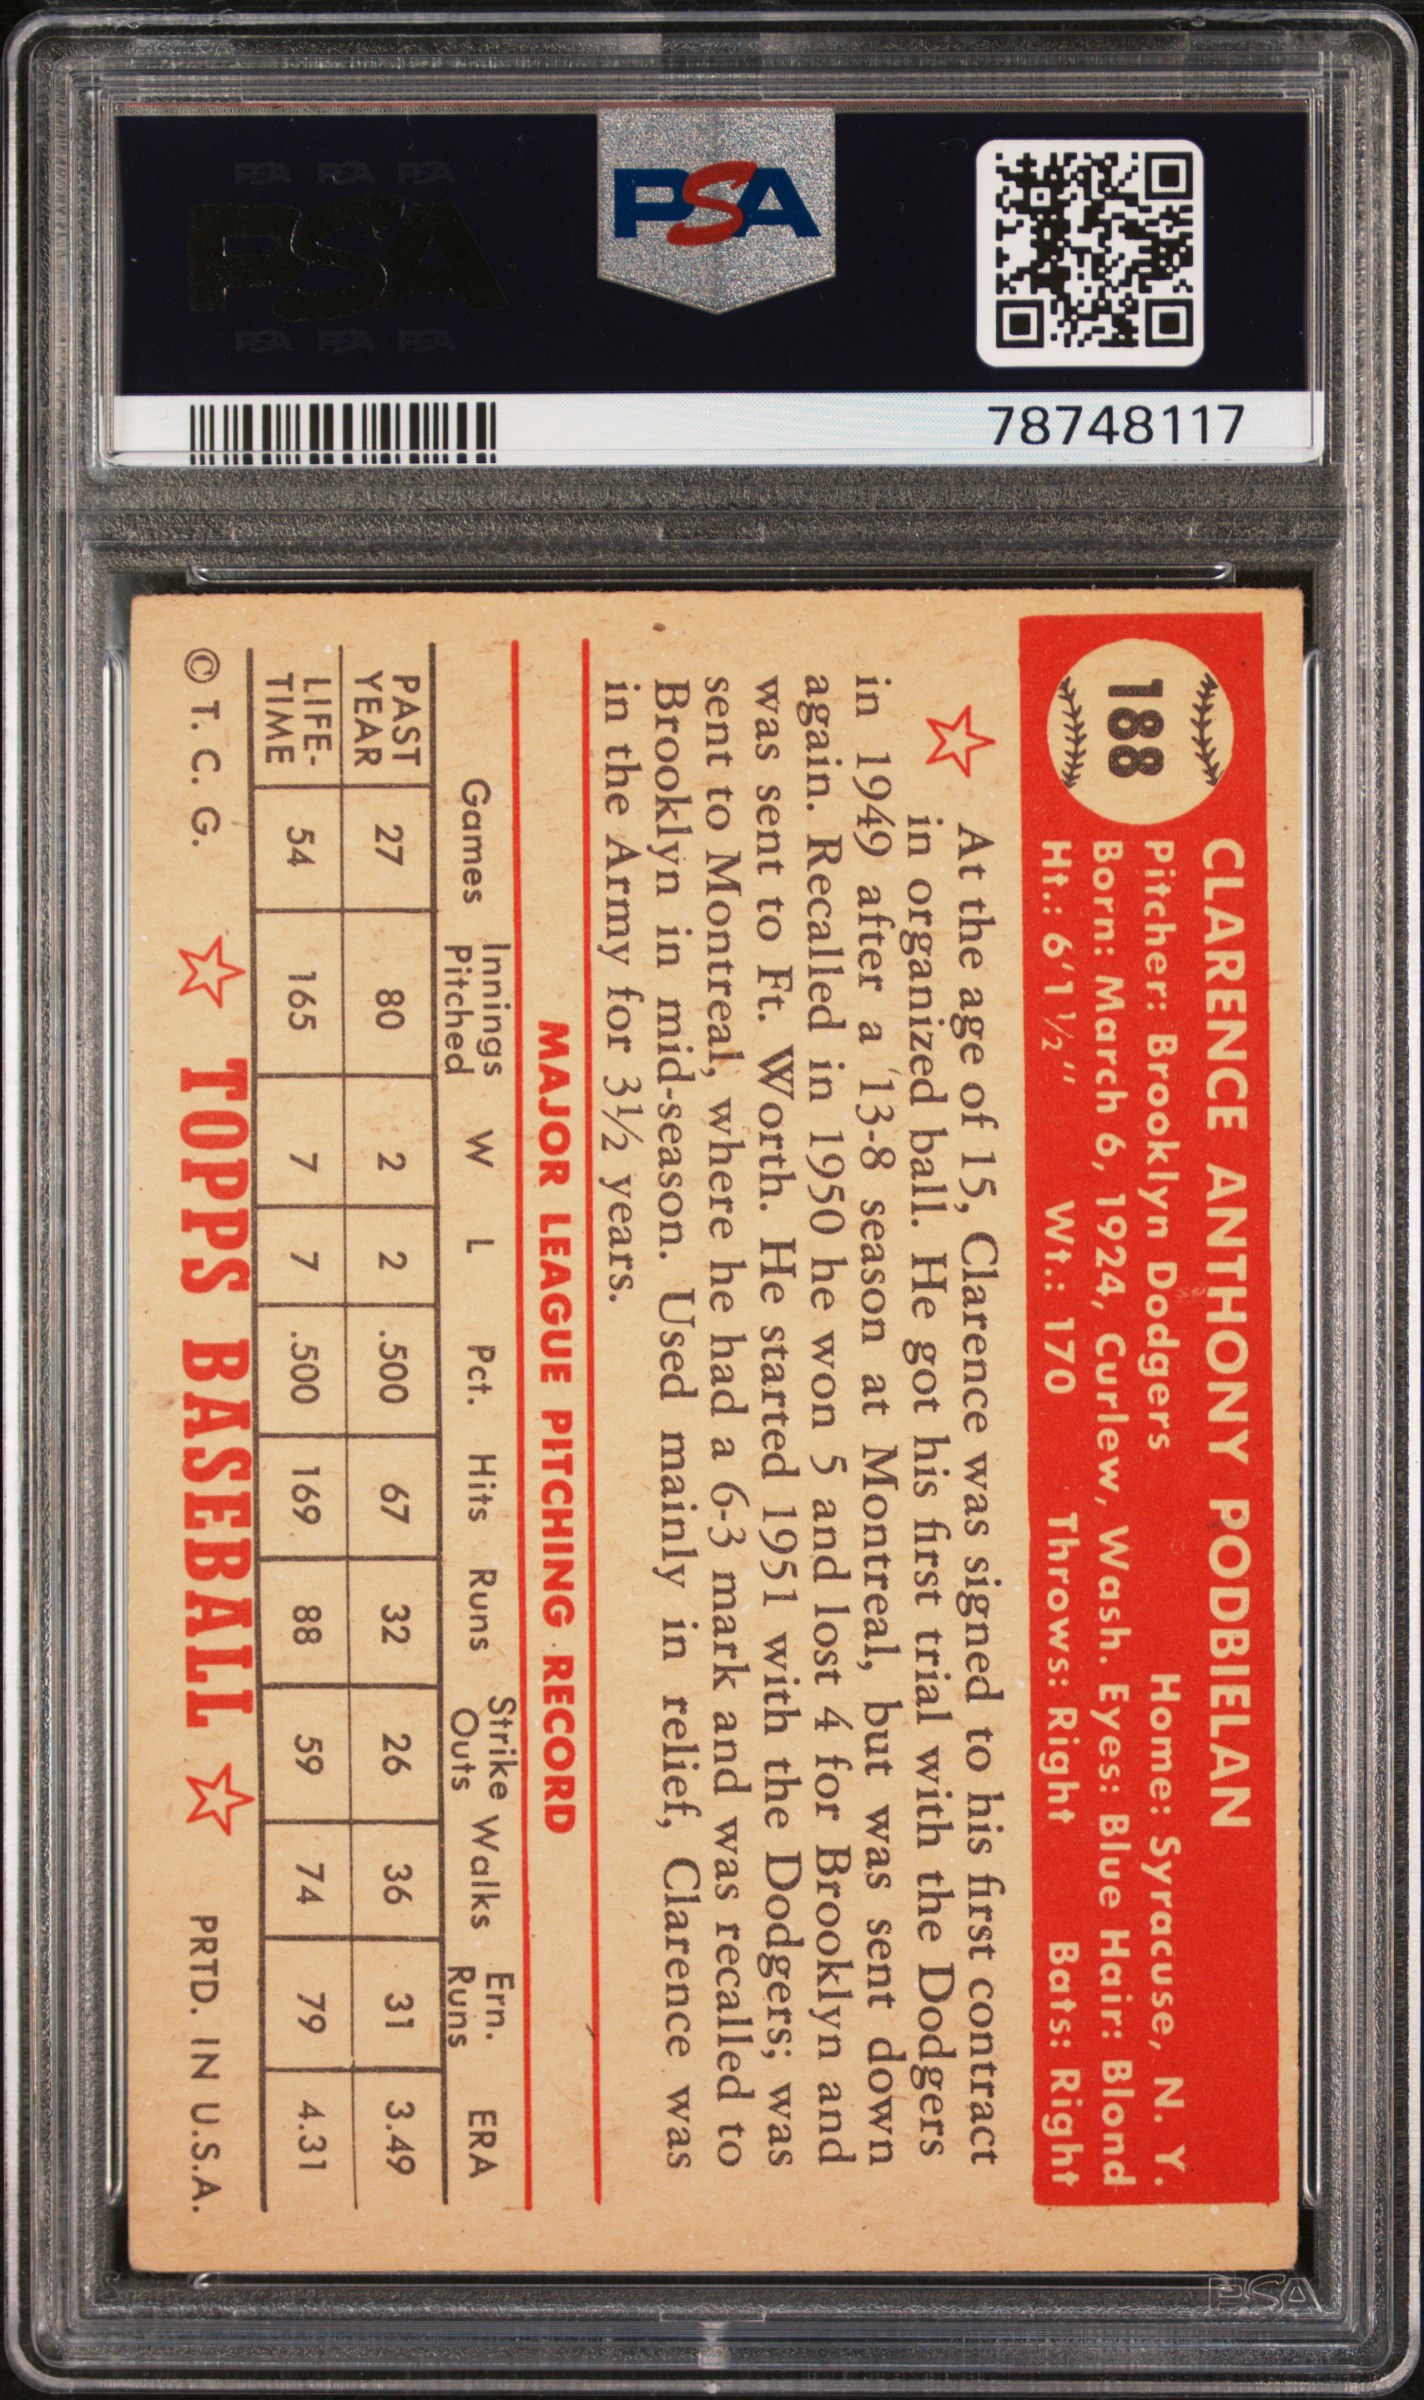 PSA PSA PSA
PSA
PSA PSA PSA
PSA
78748117
188
CLARENCE ANTHONY PODBIELAN
Pitcher: Brooklyn Dodgers Home: Syracuse, N. Y.
Born: March 6, 1924, Curlew, Wash. Eyes: Blue Hair: Blond
Ht.: 6'1½" Wt.: 170 Throws: Right Bats: Right
At the age of 15, Clarence was signed to his first contract
in organized ball. He got his first trial with the Dodgers
in 1949 after a 13-8 season at Montreal, but was sent down
again. Recalled in 1950 he won 5 and lost 4 for Brooklyn and
was sent to Ft. Worth. He started 1951 with the Dodgers; was
sent to Montreal, where he had a 6-3 mark and was recalled to
Brooklyn in mid-season. Used mainly in relief, Clarence was
in the Army for 3½ years.
MAJOR LEAGUE PITCHING RECORD
Games Innings Pitched W L Pct. Hits Runs Strike Outs Walks Ern. Runs ERA
PAST YEAR 27 80 2 2 .500 67 32 26 36 31 3.49
LIFE- TIME 54 165 7 7 .500 169 88 59 74 79 4.31
© T. C. G. TOPPS BASEBALL PRTD. IN U.S.A.
PSA